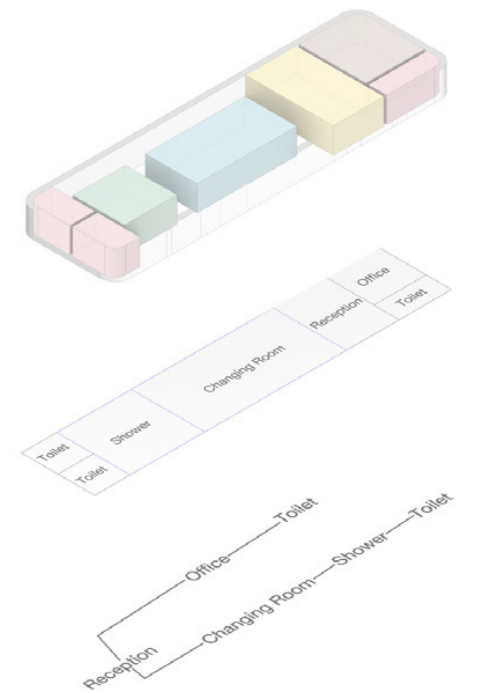 Office
Toilet
Reception
Changing Room
Shower
Toilet
Toilet
Toilet
Office
Toilet
Shower
Changing Room
Reception